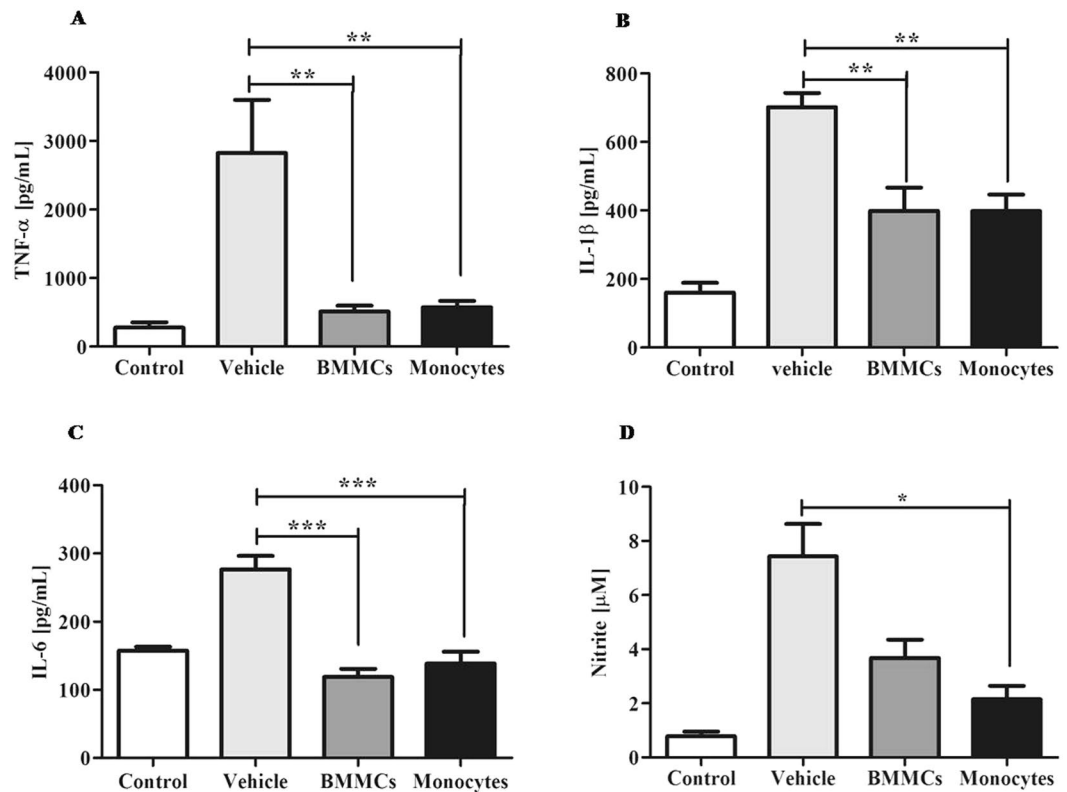 A
TNF-α [pg/mL]
4000
3000
2000
1000
0
**
**
Control Vehicle BMMCs Monocytes
B
IL-1β [pg/mL]
800
600
400
200
0
**
**
Control vehicle BMMCs Monocytes
C
IL-6 [pg/mL]
400
300
200
100
0
***
***
Control Vehicle BMMCs Monocytes
D
Nitrite [μM]
10
8
6
4
2
0
*
Control Vehicle BMMCs Monocytes